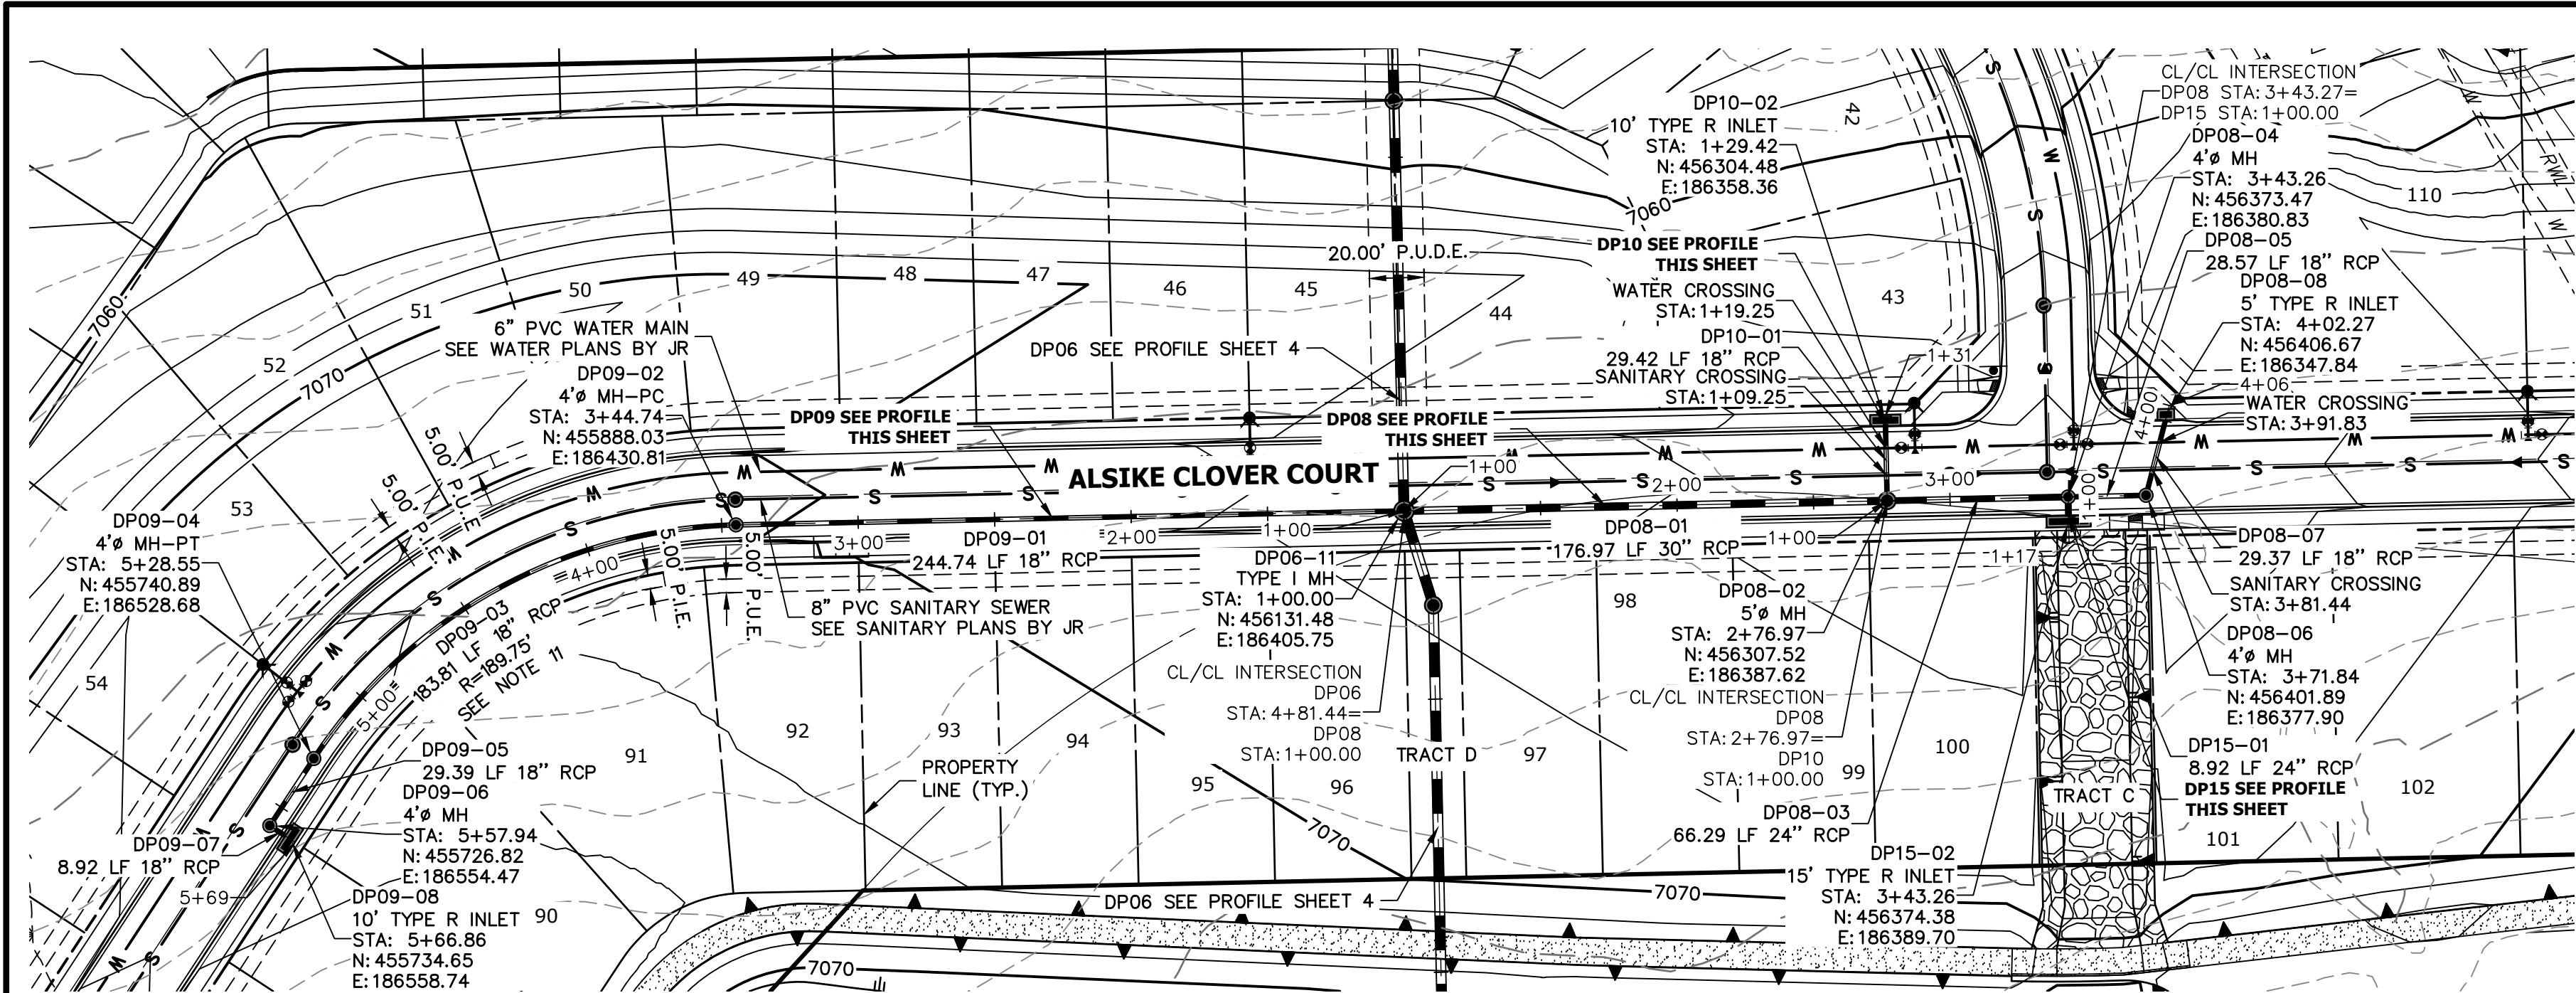 CL/CL INTERSECTION
DP08 STA:3+43.27=
DP15 STA:1+00.00
DP08-04
4'ø MH
STA: 3+43.26
N:456373.47
E:186380.83
DP08-05
28.57 LF 18" RCP
DP08-08
5' TYPE R INLET
STA: 4+02.27
N:456406.67
E:186347.84
4+06
WATER CROSSING
STA:3+91.83
DP10-02
10' TYPE R INLET
STA: 1+29.42
N:456304.48
E:186358.36
7060
42
110
RWL
W
W
S
W
S
S
DP10 SEE PROFILE
THIS SHEET
WATER CROSSING
STA:1+19.25
DP10-01
29.42 LF 18" RCP
SANITARY CROSSING
STA:1+09.25
43
1+31
4+00
20.00' P.U.D.E.
44
45
46
47
48
49
50
51
52
53
54
7060
7070
DP06 SEE PROFILE SHEET 4
6" PVC WATER MAIN
SEE WATER PLANS BY JR
DP09-02
4'ø MH-PC
STA: 3+44.74
N:455888.03
E:186430.81
DP09 SEE PROFILE
THIS SHEET
DP08 SEE PROFILE
THIS SHEET
ALSIKE CLOVER COURT
1+00
2+00
3+00
1+00
W W W W W W W W W
S S S S S S S
5.00' P.U.E
5.00' P.I.E.
5.00' P.I.E.
5.00' P.U.E.
DP09-04
4'ø MH-PT
STA: 5+28.55
N:455740.89
E:186528.68
4+00
3+00
DP09-01
244.74 LF 18" RCP
2+00
1+00
DP08-01
176.97 LF 30" RCP
1+00
1+17
DP08-07
29.37 LF 18" RCP
SANITARY CROSSING
STA:3+81.44
DP08-06
4'ø MH
STA: 3+71.84
N:456401.89
E:186377.90
DP15-01
8.92 LF 24" RCP
DP15 SEE PROFILE
THIS SHEET
DP06-11
TYPE I MH
STA: 1+00.00
N:456131.48
E:186405.75
CL/CL INTERSECTION
DP06
STA:4+81.44=
DP08
STA:1+00.00
8" PVC SANITARY SEWER
SEE SANITARY PLANS BY JR
DP09-03
183.81 LF 18" RCP
R=189.75'
SEE NOTE 11
5+00
DP08-02
5'ø MH
STA: 2+76.97
N:456307.52
E:186387.62
CL/CL INTERSECTION
DP08
STA:2+76.97=
DP10
STA:1+00.00
DP08-03
66.29 LF 24" RCP
DP15-02
15' TYPE R INLET
STA: 3+43.26
N:456374.38
E:186389.70
PROPERTY
LINE (TYP.)
91
92
93
94
95
96
TRACT D
97
98
99
100
TRACT C
101
102
7070
7070
7070
DP06 SEE PROFILE SHEET 4
DP09-05
29.39 LF 18" RCP
DP09-06
4'ø MH
STA: 5+57.94
N:455726.82
E:186554.47
DP09-07
8.92 LF 18" RCP
5+69
DP09-08
10' TYPE R INLET
STA: 5+66.86
N:455734.65
E:186558.74
90
W
S